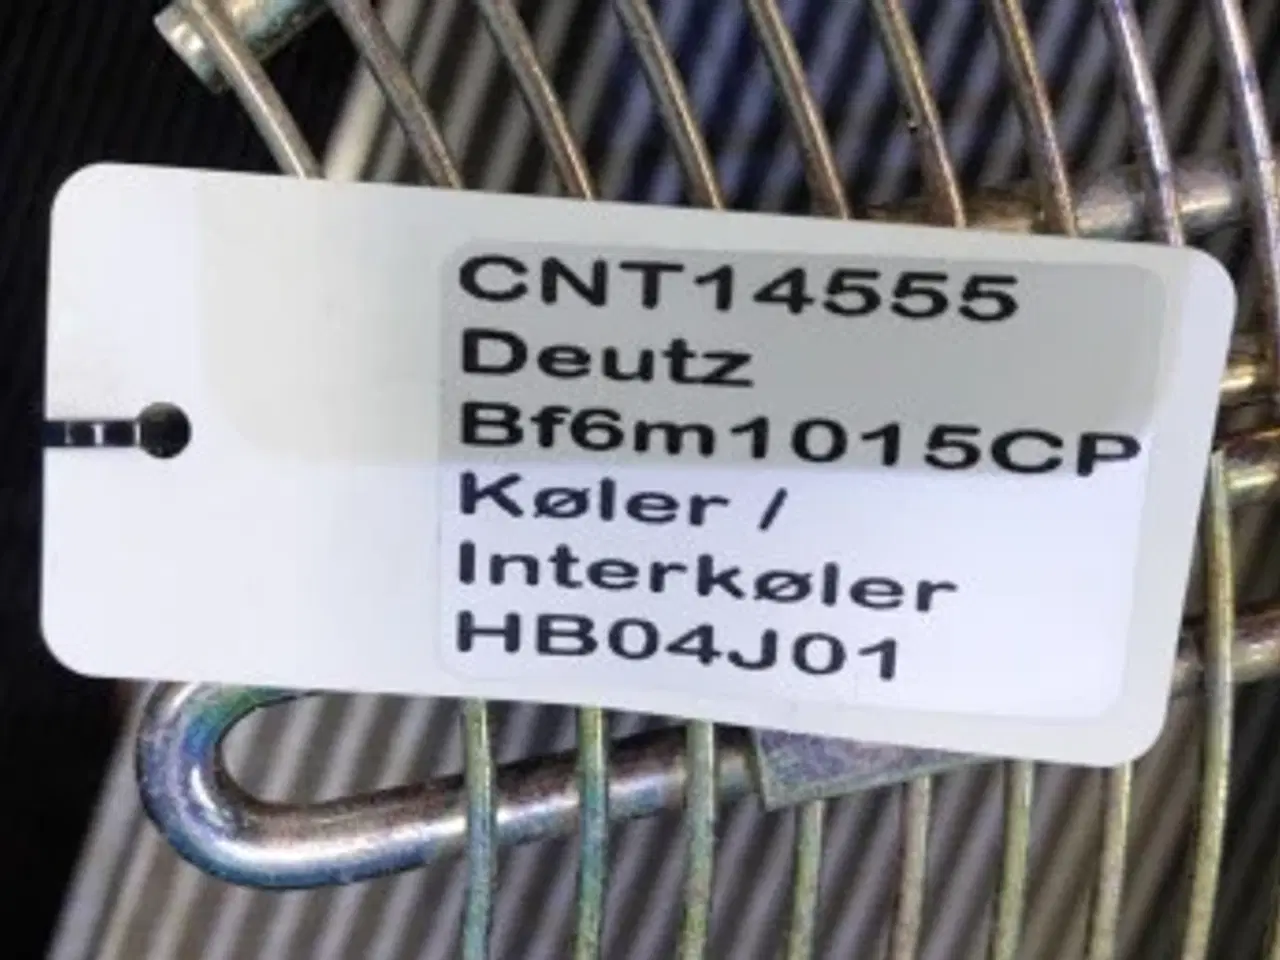 CNT14555
Deutz
Bf6m1015CP
Køler /
Interkøler
HB04J01